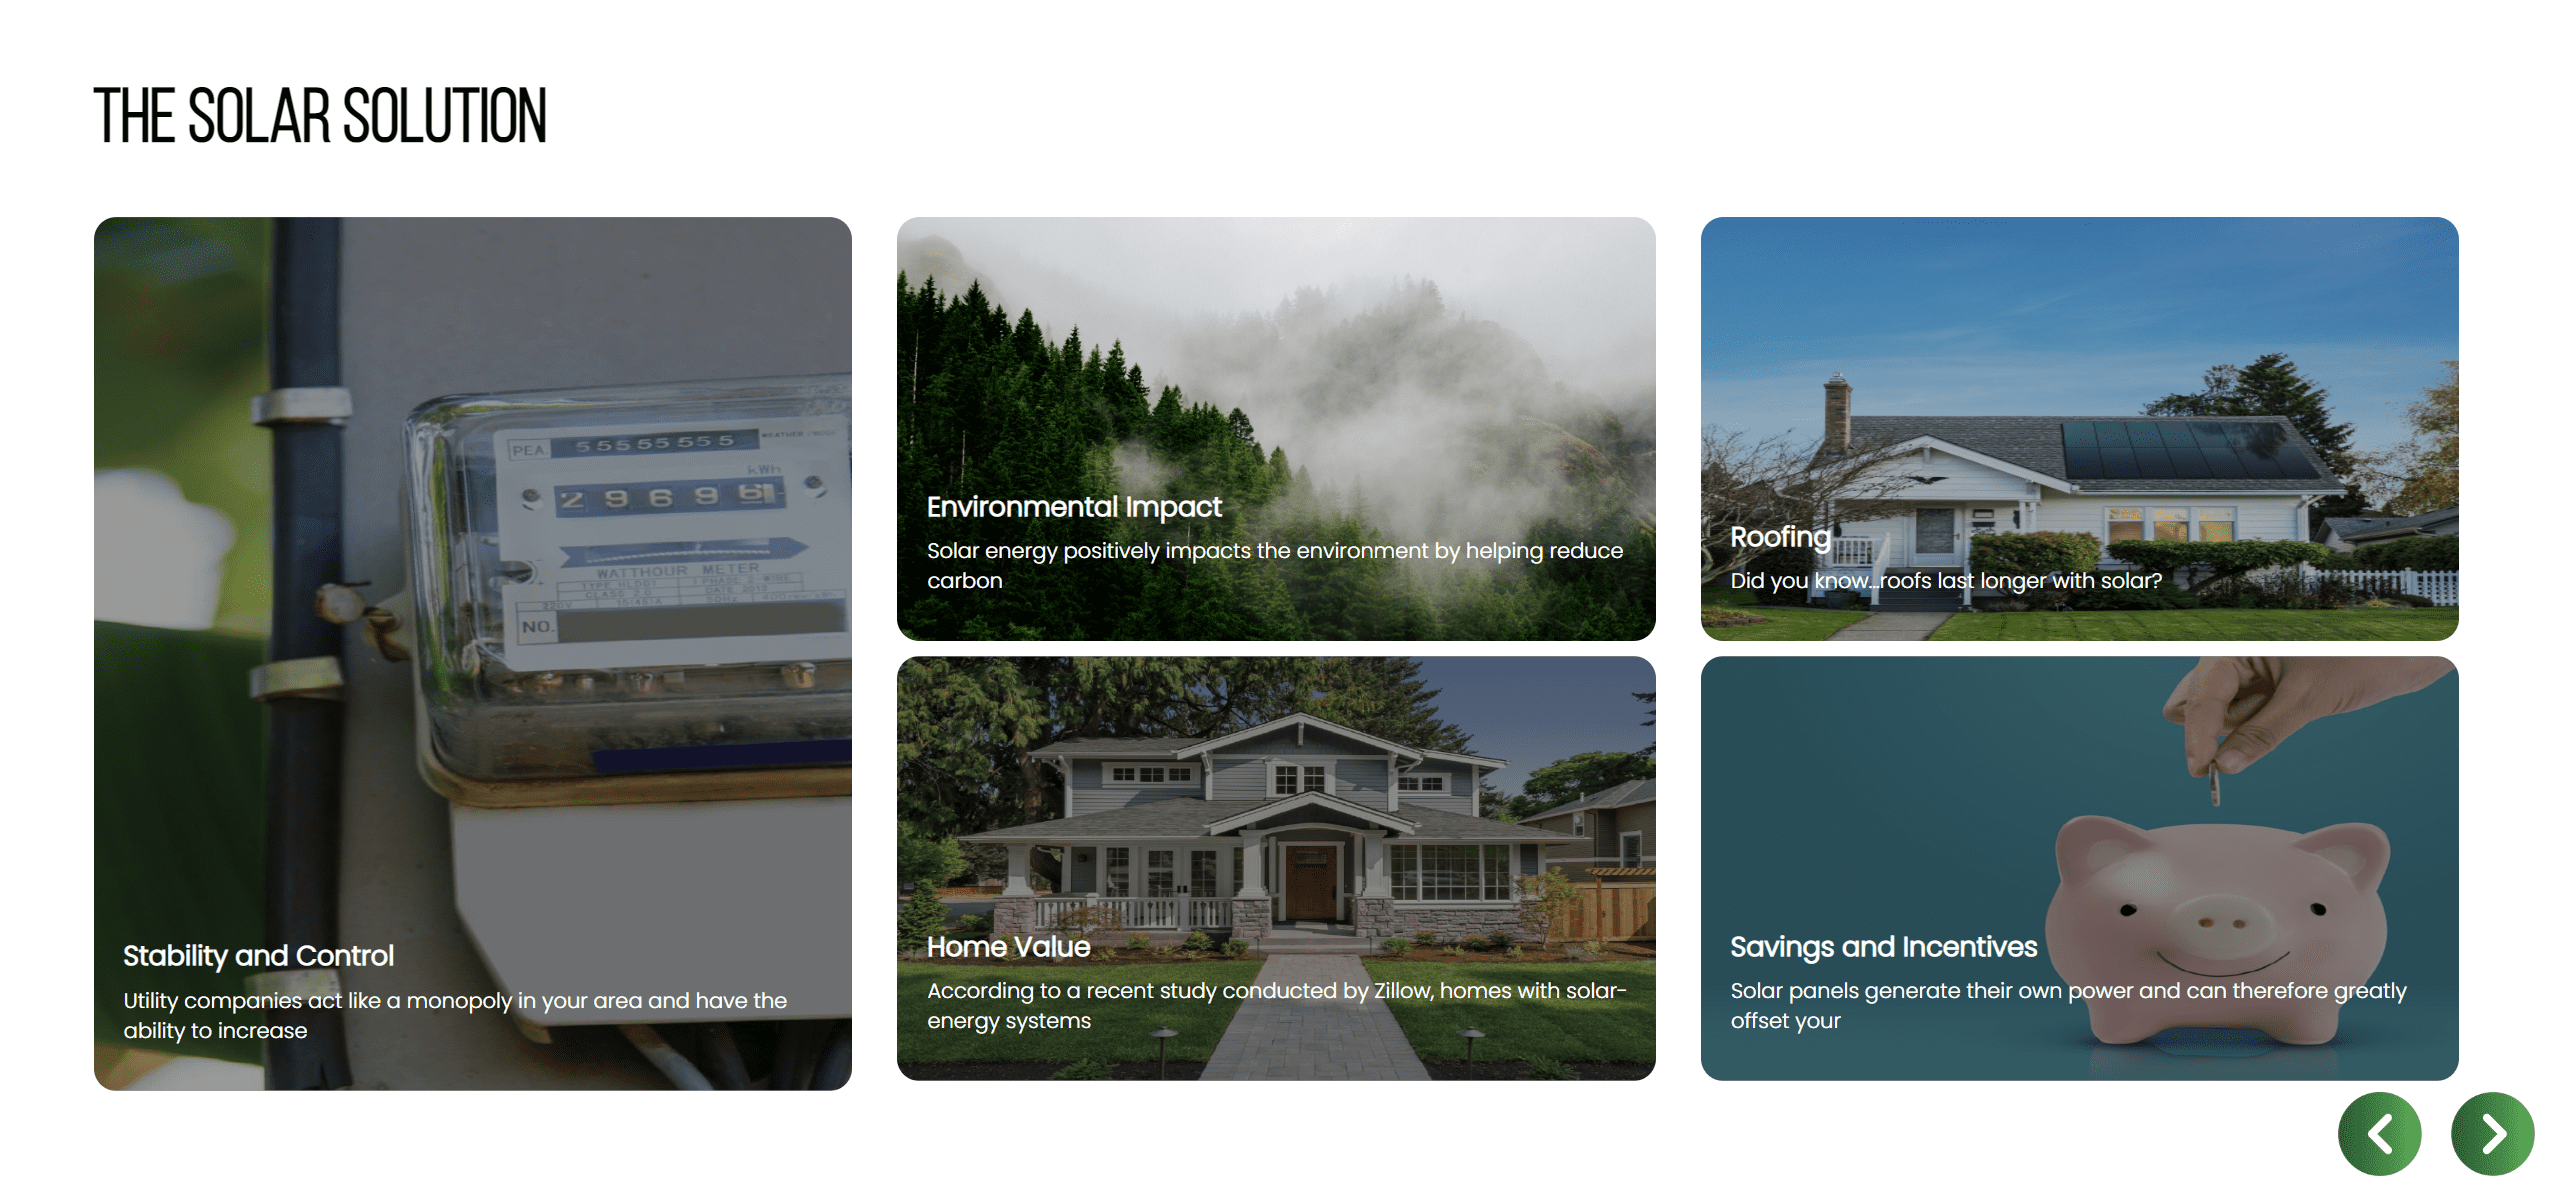 THE SOLAR SOLUTION
PEA. 55555555
kWh
29696
WATTHOUR METER
NO.
Stability and Control
Utility companies act like a monopoly in your area and have the
ability to increase
Environmental Impact
Solar energy positively impacts the environment by helping reduce
carbon
Roofing
Did you know...roofs last longer with solar?
Home Value
According to a recent study conducted by Zillow, homes with solar-
energy systems
Savings and Incentives
Solar panels generate their own power and can therefore greatly
offset your